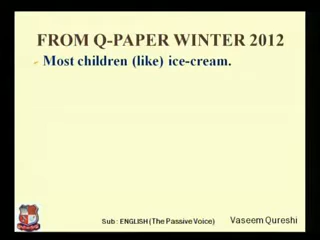 FROM Q-PAPER WINTER 2012
Most children (like) ice-cream.
Sub : ENGLISH (The Passive Voice) Vaseem Qureshi